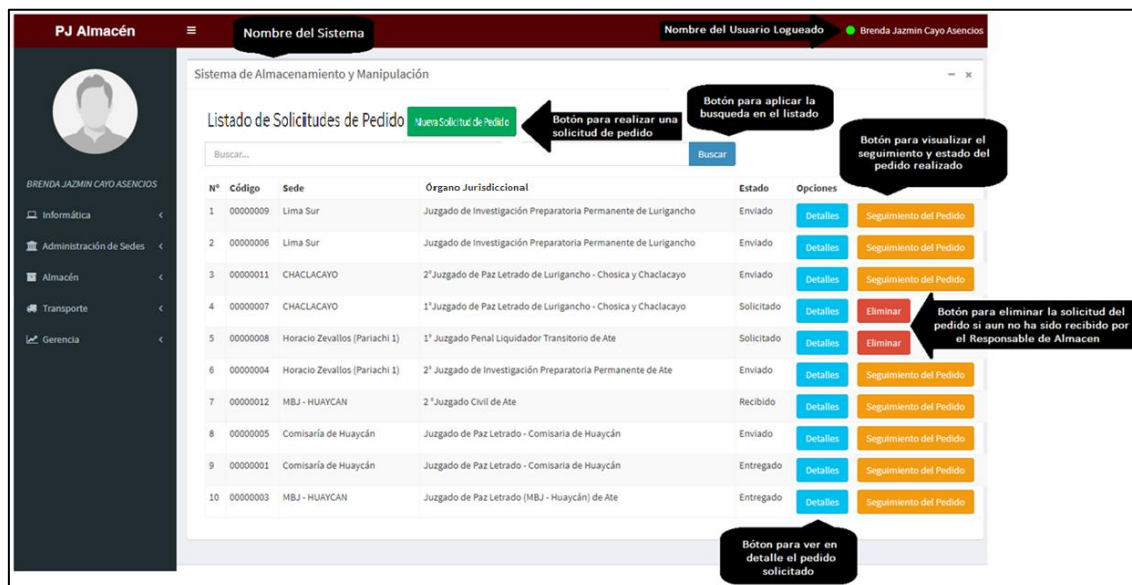 PJ Almacén
Nombre del Sistema
Nombre del Usuario Logueado
Brenda Jazmin Cayo Asencios
Sistema de Almacenamiento y Manipulación
Listado de Solicitudes de Pedido
Nueva Solicitud de Pedido
Botón para realizar una
solicitud de pedido
Botón para aplicar la
busqueda en el listado
Botón para visualizar el
seguimiento y estado del
pedido realizado
Buscar...
Buscar
BRENDA JAZMIN CAYO ASENCIOS
Informática
Administración de Sedes
Almacén
Transporte
Gerencia
N° Código Sede Órgano Jurisdiccional Estado Opciones
1 00000009 Lima Sur Juzgado de Investigación Preparatoria Permanente de Lurigancho Enviado Detalles Seguimiento del Pedido
2 00000006 Lima Sur Juzgado de Investigación Preparatoria Permanente de Lurigancho Enviado Detalles Seguimiento del Pedido
3 00000011 CHACLACAYO 2°Juzgado de Paz Letrado de Lurigancho - Chosica y Chaclacayo Enviado Detalles Seguimiento del Pedido
4 00000007 CHACLACAYO 1°Juzgado de Paz Letrado de Lurigancho - Chosica y Chaclacayo Solicitado Detalles Eliminar
5 00000008 Horacio Zevallos (Pariachi 1) 1° Juzgado Penal Liquidador Transitorio de Ate Solicitado Detalles Eliminar
6 00000004 Horacio Zevallos (Pariachi 1) 2° Juzgado de Investigación Preparatoria Permanente de Ate Enviado Detalles Seguimiento del Pedido
7 00000012 MBJ - HUAYCAN 2 °Juzgado Civil de Ate Recibido Detalles Seguimiento del Pedido
8 00000005 Comisaría de Huaycán Juzgado de Paz Letrado - Comisaria de Huaycán Enviado Detalles Seguimiento del Pedido
9 00000001 Comisaría de Huaycán Juzgado de Paz Letrado - Comisaria de Huaycán Entregado Detalles Seguimiento del Pedido
10 00000003 MBJ - HUAYCAN Juzgado de Paz Letrado (MBJ - Huaycán) de Ate Entregado Detalles Seguimiento del Pedido
Botón para eliminar la solicitud del
pedido si aun no ha sido recibido por
el Responsable de Almacen
Bóton para ver en
detalle el pedido
solicitado